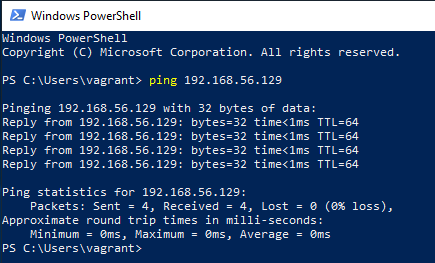 Windows PowerShell
Windows PowerShell
Copyright (C) Microsoft Corporation. All rights reserved.
PS C:\Users\vagrant> ping 192.168.56.129
Pinging 192.168.56.129 with 32 bytes of data:
Reply from 192.168.56.129: bytes=32 time<1ms TTL=64
Reply from 192.168.56.129: bytes=32 time<1ms TTL=64
Reply from 192.168.56.129: bytes=32 time<1ms TTL=64
Reply from 192.168.56.129: bytes=32 time<1ms TTL=64
Ping statistics for 192.168.56.129:
    Packets: Sent = 4, Received = 4, Lost = 0 (0% loss),
Approximate round trip times in milli-seconds:
    Minimum = 0ms, Maximum = 0ms, Average = 0ms
PS C:\Users\vagrant>